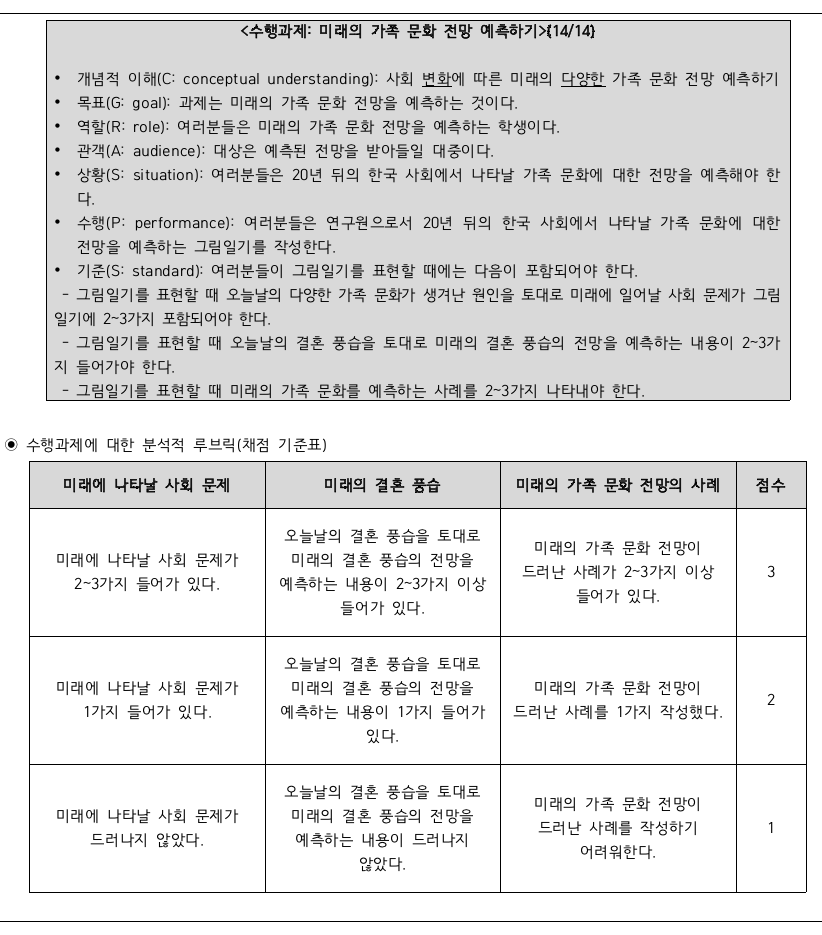 <수행과제: 미래의 가족 문화 전망 예측하기>{14/14}
• 개념적 이해(C: conceptual understanding): 사회 변화에 따른 미래의 다양한 가족 문화 전망 예측하기
• 목표(G: goal): 과제는 미래의 가족 문화 전망을 예측하는 것이다.
• 역할(R: role): 여러분들은 미래의 가족 문화 전망을 예측하는 학생이다.
• 관객(A: audience): 대상은 예측된 전망을 받아들일 대중이다.
• 상황(S: situation): 여러분들은 20년 뒤의 한국 사회에서 나타날 가족 문화에 대한 전망을 예측해야 한
다.
• 수행(P: performance): 여러분들은 연구원으로서 20년 뒤의 한국 사회에서 나타날 가족 문화에 대한
전망을 예측하는 그림일기를 작성한다.
• 기준(S: standard): 여러분들이 그림일기를 표현할 때에는 다음이 포함되어야 한다.
- 그림일기를 표현할 때 오늘날의 다양한 가족 문화가 생겨난 원인을 토대로 미래에 일어날 사회 문제가 그림
일기에 2~3가지 포함되어야 한다.
- 그림일기를 표현할 때 오늘날의 결혼 풍습을 토대로 미래의 결혼 풍습의 전망을 예측하는 내용이 2~3가
지 들어가야 한다.
- 그림일기를 표현할 때 미래의 가족 문화를 예측하는 사례를 2~3가지 나타내야 한다.
◉ 수행과제에 대한 분석적 루브릭(채점 기준표)
미래에 나타날 사회 문제
미래의 결혼 풍습
미래의 가족 문화 전망의 사례
점수
미래에 나타날 사회 문제가
2~3가지 들어가 있다.
오늘날의 결혼 풍습을 토대로
미래의 결혼 풍습의 전망을
예측하는 내용이 2~3가지 이상
들어가 있다.
미래의 가족 문화 전망이
드러난 사례가 2~3가지 이상
들어가 있다.
3
미래에 나타날 사회 문제가
1가지 들어가 있다.
오늘날의 결혼 풍습을 토대로
미래의 결혼 풍습의 전망을
예측하는 내용이 1가지 들어가
있다.
미래의 가족 문화 전망이
드러난 사례를 1가지 작성했다.
2
미래에 나타날 사회 문제가
드러나지 않았다.
오늘날의 결혼 풍습을 토대로
미래의 결혼 풍습의 전망을
예측하는 내용이 드러나지
않았다.
미래의 가족 문화 전망이
드러난 사례를 작성하기
어려워한다.
1